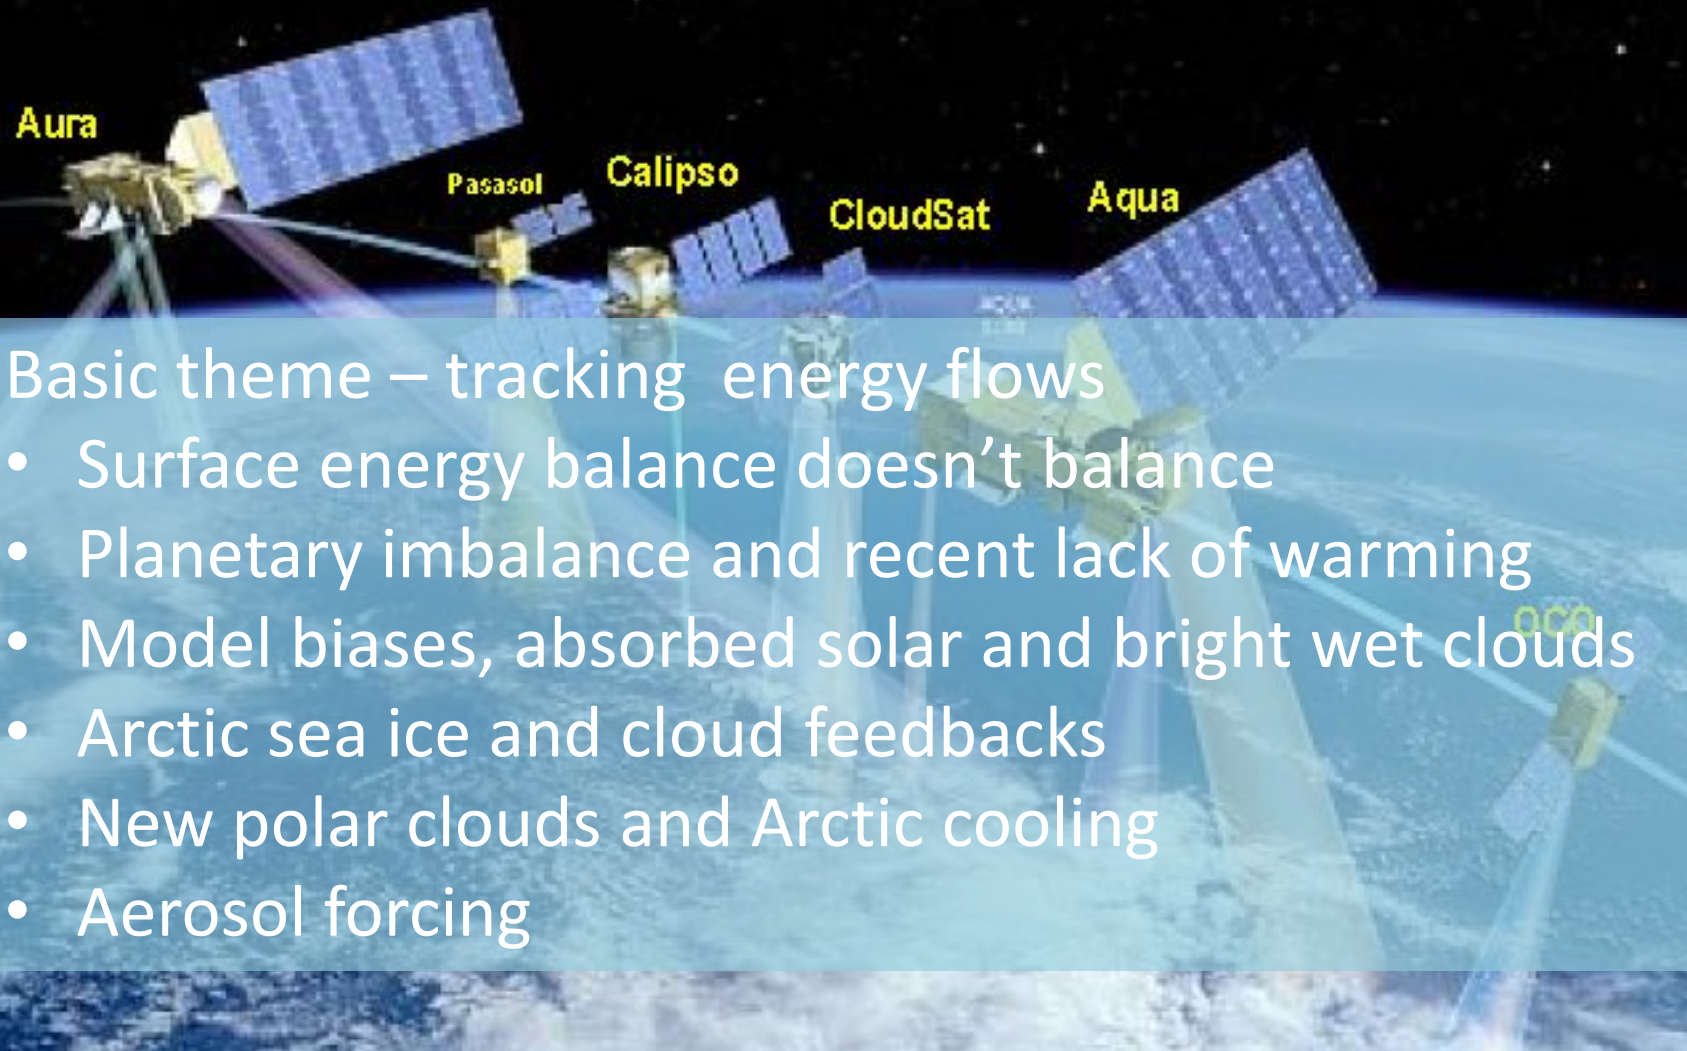 Aura
Pasasol
Calipso
CloudSat
Aqua
Basic theme – tracking  energy flows
• Surface energy balance doesn’t balance
• Planetary imbalance and recent lack of warming
OCO
• Model biases, absorbed solar and bright wet clouds
• Arctic sea ice and cloud feedbacks
• New polar clouds and Arctic cooling
• Aerosol forcing